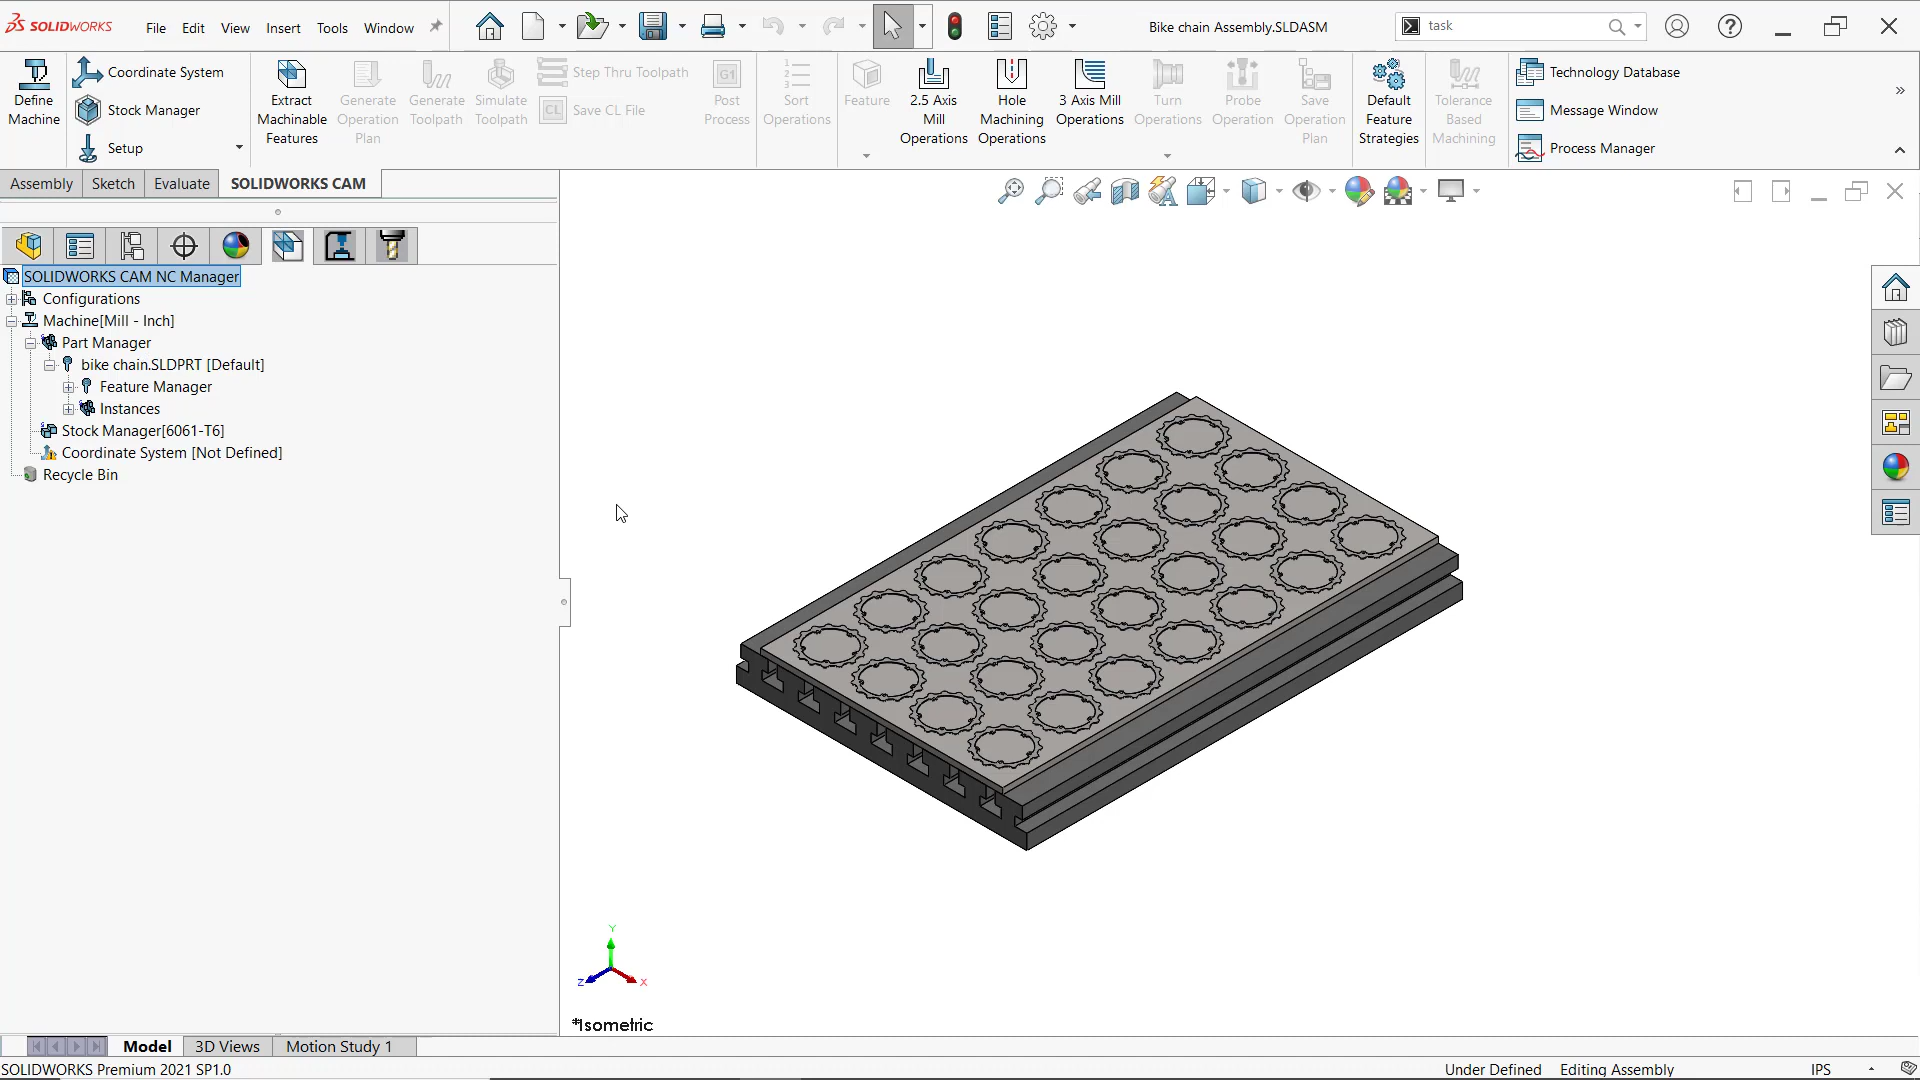 SOLIDWORKS
File Edit View Insert Tools Window
Bike chain Assembly.SLDASM
task
Define Machine
Coordinate System
Stock Manager
Setup
Extract Machinable Features
Generate Operation Plan
Generate Toolpath
Simulate Toolpath
Step Thru Toolpath
CL Save CL File
G1
Post Process
Sort Operations
Feature
2.5 Axis Mill Operations
Hole Machining Operations
3 Axis Mill Operations
Turn Operations
Probe Operation
Save Operation Plan
Default Feature Strategies
Tolerance Based Machining
Technology Database
Message Window
Process Manager
Assembly Sketch Evaluate SOLIDWORKS CAM
SOLIDWORKS CAM NC Manager
Configurations
Machine[Mill - Inch]
Part Manager
bike chain.SLDPRT [Default]
Feature Manager
Instances
Stock Manager[6061-T6]
Coordinate System [Not Defined]
Recycle Bin
Y
Z X
*Isometric
Model 3D Views Motion Study 1
SOLIDWORKS Premium 2021 SP1.0
Under Defined Editing Assembly IPS